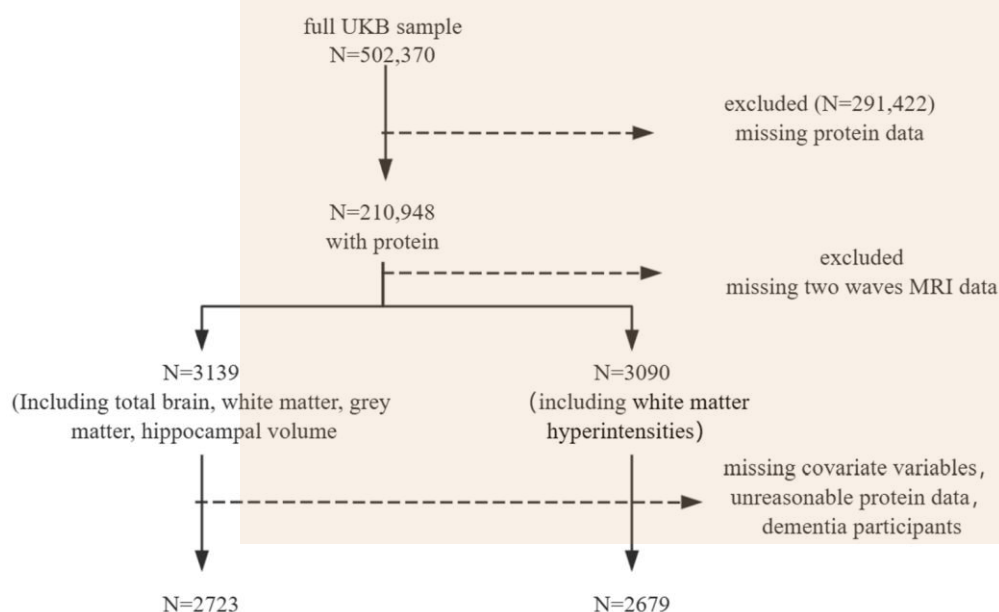 full UKB sample
N=502,370
excluded (N=291,422)
missing protein data
N=210,948
with protein
excluded
missing two waves MRI data
N=3139
(Including total brain, white matter, grey
matter, hippocampal volume
N=3090
(including white matter
hyperintensities)
missing covariate variables,
unreasonable protein data,
dementia participants
N=2723
N=2679